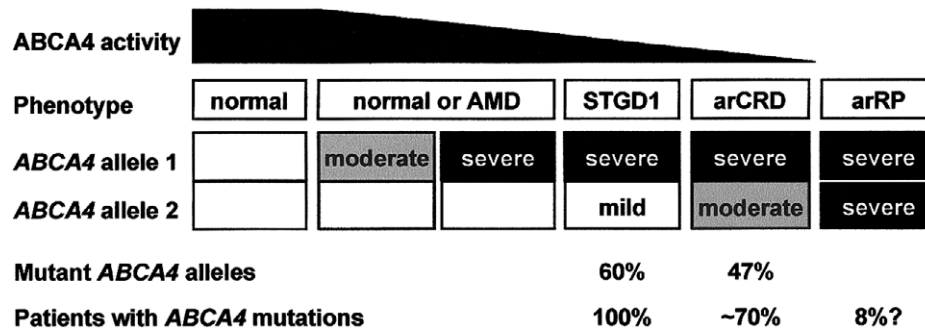 ABCA4 activity
Phenotype normal normal or AMD STGD1 arCRD arRP
ABCA4 allele 1 moderate severe severe severe severe
ABCA4 allele 2 mild moderate severe
Mutant ABCA4 alleles 60% 47%
Patients with ABCA4 mutations 100% ~70% 8%?